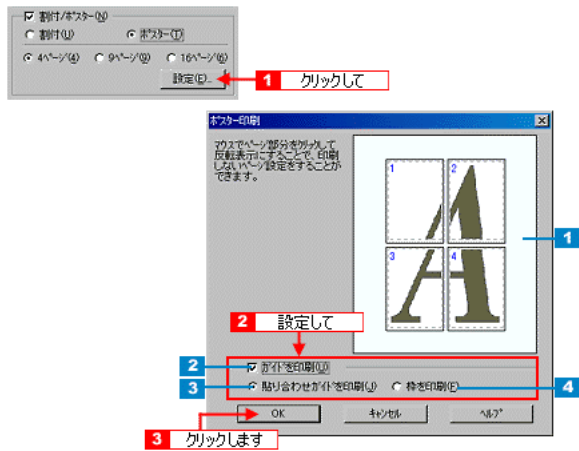 割付/ポスター(N)
割付(U)
ポスター(T)
4ページ(4)
9ページ(9)
16ページ(6)
設定(E)...
1 クリックして
ポスター印刷
マウスでページ部分をクリックして
反転表示にすることで、印刷
しないページ設定をすることが
できます。
1
2
3
4
1
2 設定して
2
ガイドを印刷(U)
3
貼り合わせガイドを印刷(J)
枠を印刷(F)
4
OK
キャンセル
ヘルプ
3 クリックします